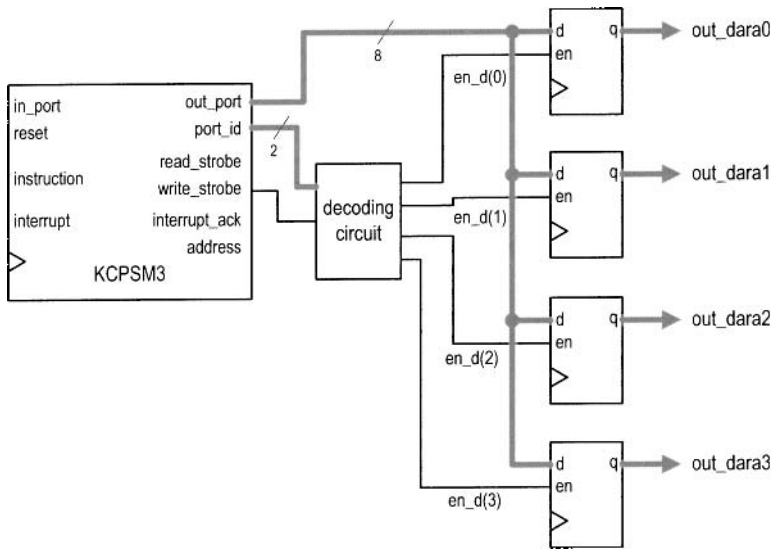 in_port
reset
instruction
interrupt
out_port
port_id
read_strobe
write_strobe
interrupt_ack
address
KCPSM3
8
2
decoding
circuit
en_d(0)
en_d(1)
en_d(2)
en_d(3)
d
en
q
out_dara0
d
en
q
out_dara1
d
en
q
out_dara2
d
en
q
out_dara3